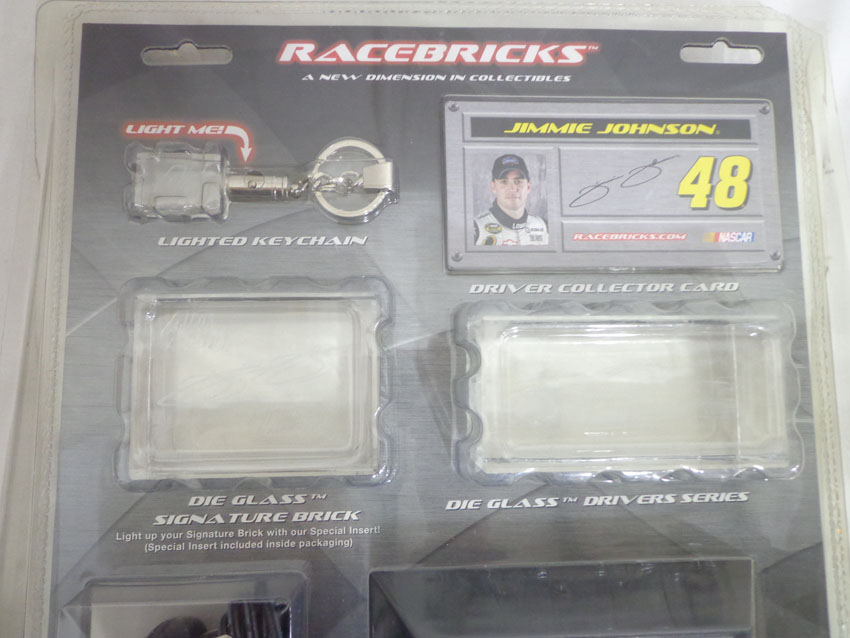 RACEBRICKS™
A NEW DIMENSION IN COLLECTIBLES
LIGHT ME!
LIGHTED KEYCHAIN
JIMMIE JOHNSON®
48
RACEBRICKS.COM
NASCAR
DRIVER COLLECTOR CARD
DIE GLASS™
SIGNATURE BRICK
Light up your Signature Brick with our Special Insert!
(Special Insert included inside packaging)
DIE GLASS™ DRIVERS SERIES